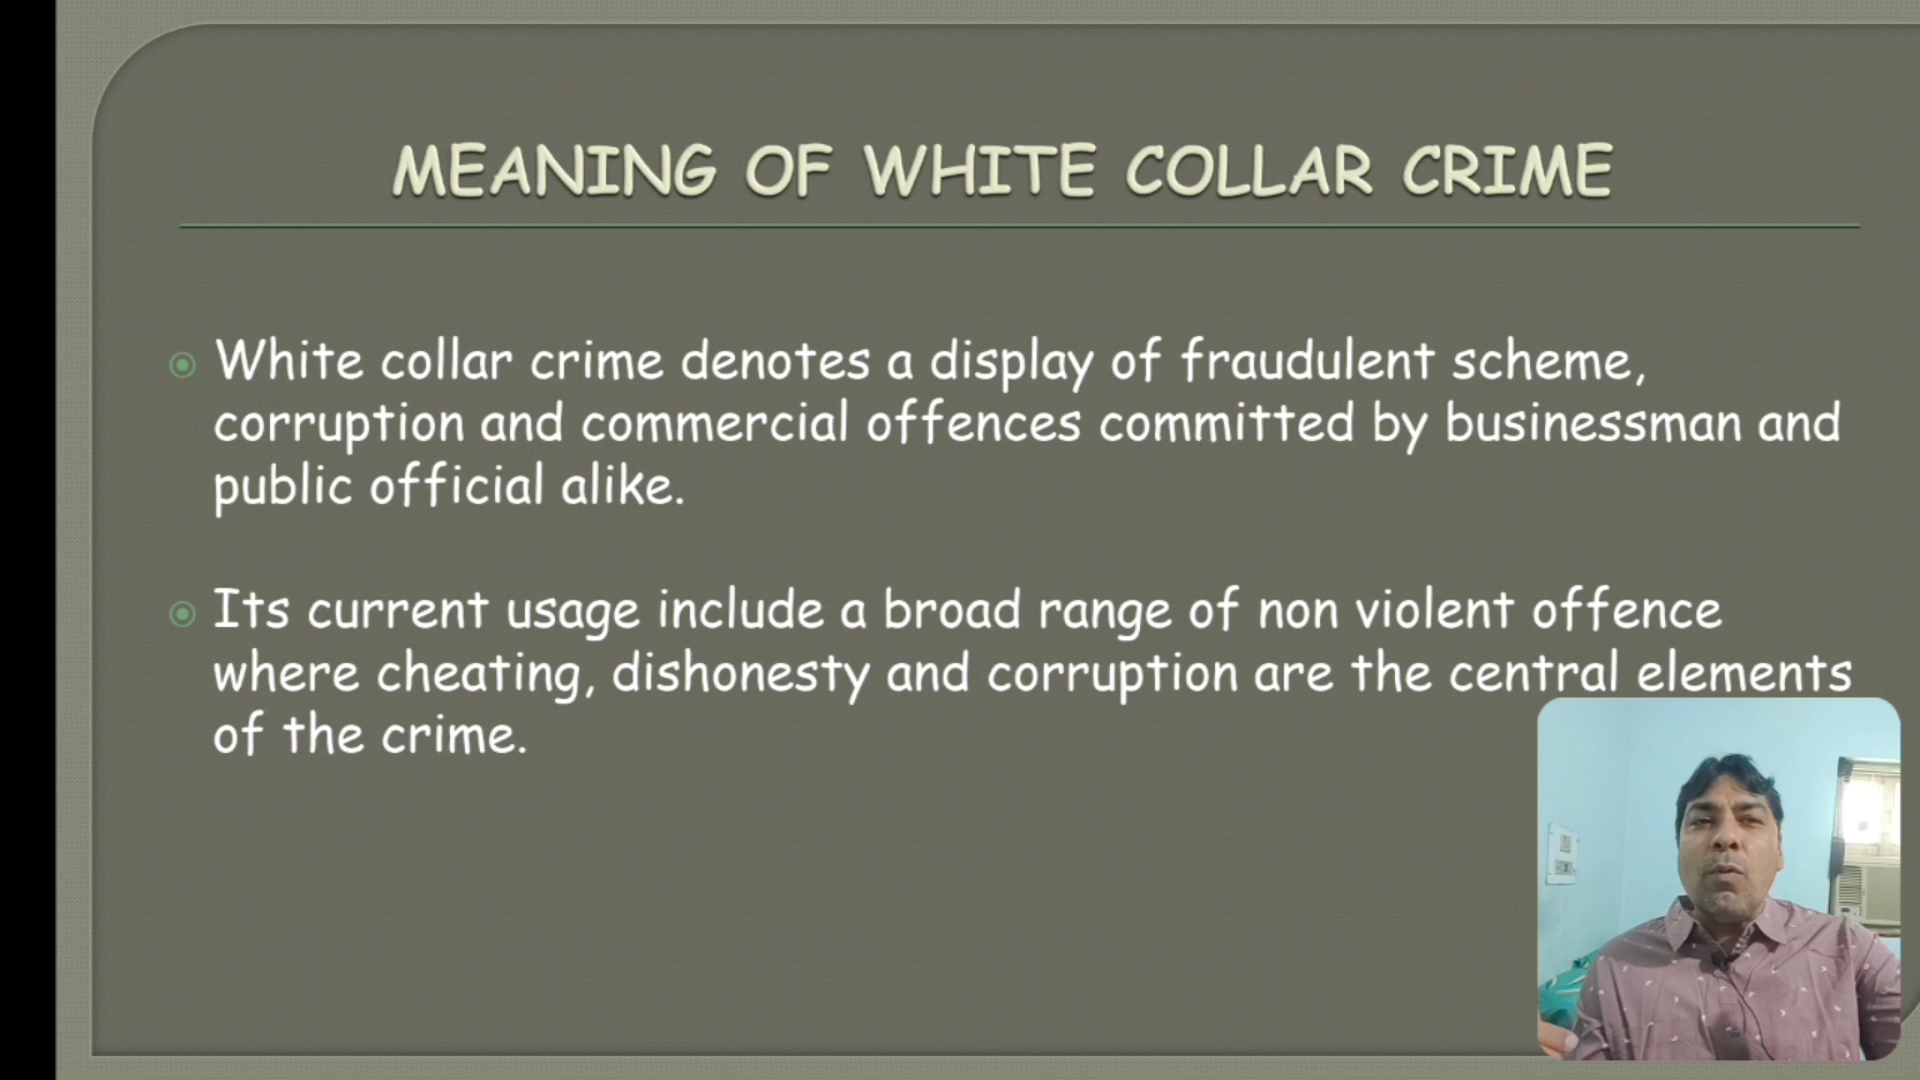 MEANING OF WHITE COLLAR CRIME
White collar crime denotes a display of fraudulent scheme,
corruption and commercial offences committed by businessman and
public official alike.
Its current usage include a broad range of non violent offence
where cheating, dishonesty and corruption are the central elements
of the crime.